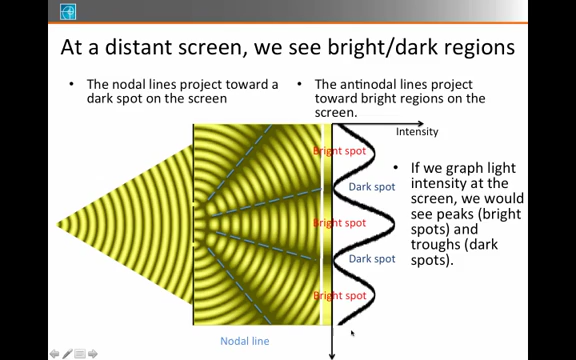 At a distant screen, we see bright/dark regions
• The nodal lines project toward a
dark spot on the screen
• The antinodal lines project
toward bright regions on the
screen.
Intensity
Bright spot
Dark spot
Bright spot
Dark spot
Bright spot
• If we graph light
intensity at the
screen, we would
see peaks (bright
spots) and
troughs (dark
spots).
Nodal line